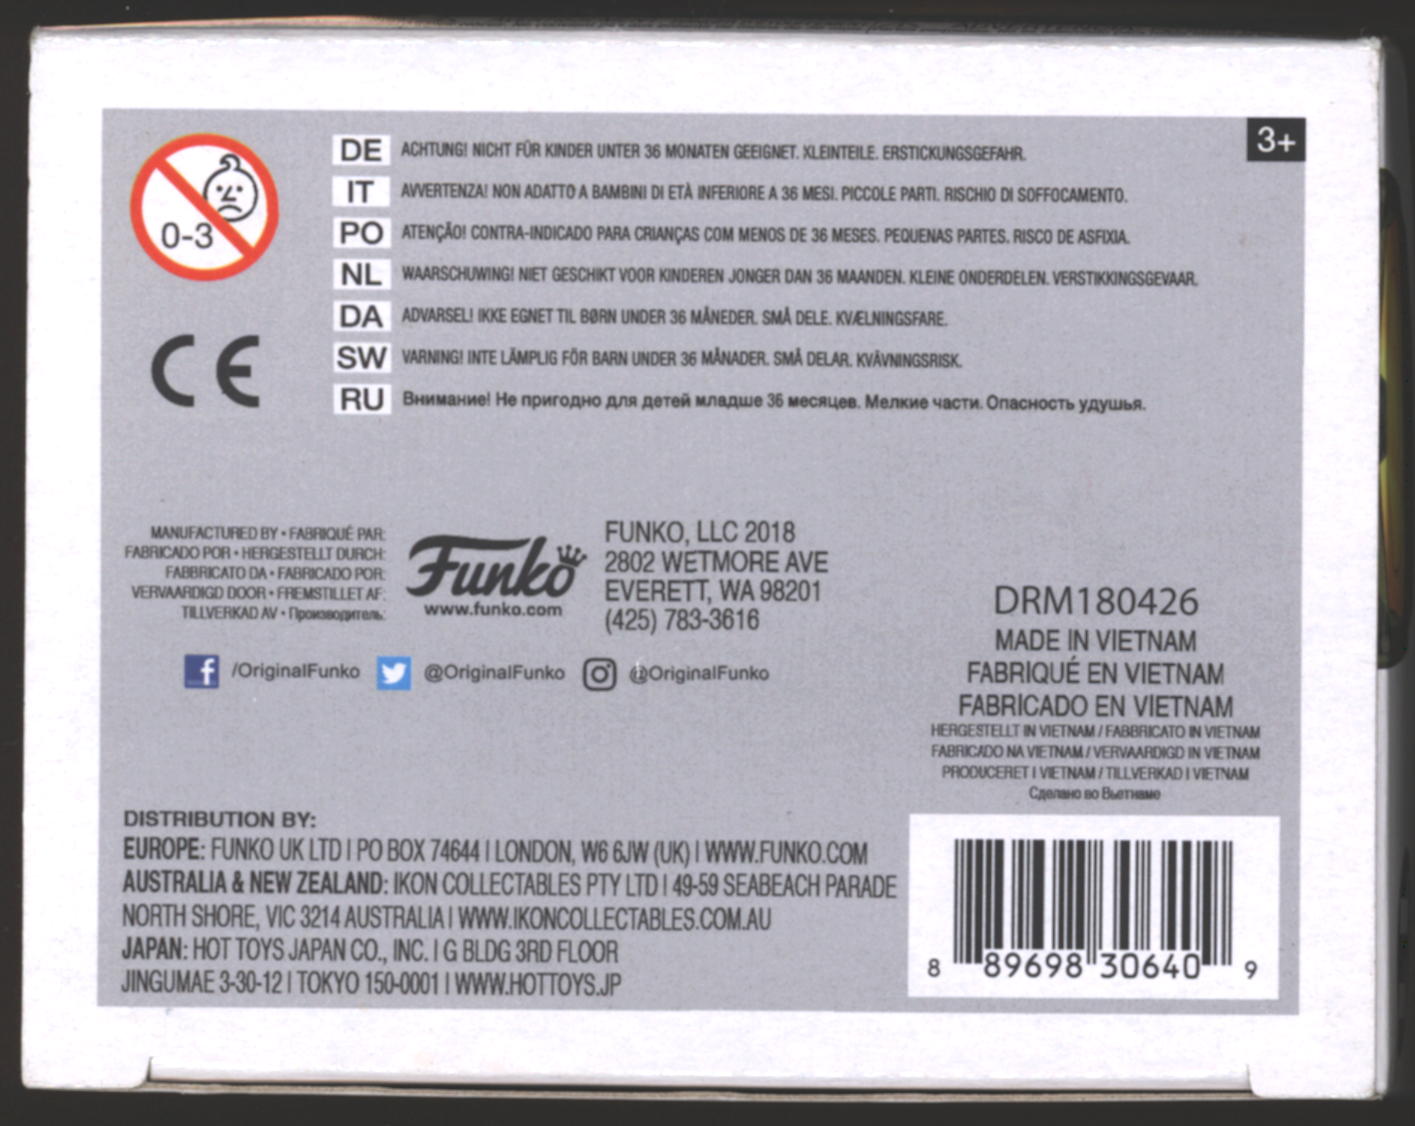 3+
0-3
DE ACHTUNG! NICHT FÜR KINDER UNTER 36 MONATEN GEEIGNET. KLEINTEILE. ERSTICKUNGSGEFAHR.
IT AVVERTENZA! NON ADATTO A BAMBINI DI ETÀ INFERIORE A 36 MESI. PICCOLE PARTI. RISCHIO DI SOFFOCAMENTO.
PO ATENÇÃO! CONTRA-INDICADO PARA CRIANÇAS COM MENOS DE 36 MESES. PEQUENAS PARTES. RISCO DE ASFIXIA.
NL WAARSCHUWING! NIET GESCHIKT VOOR KINDEREN JONGER DAN 36 MAANDEN. KLEINE ONDERDELEN. VERSTIKKINGSGEVAAR.
DA ADVARSEL! IKKE EGNET TIL BØRN UNDER 36 MÅNEDER. SMÅ DELE. KVÆLNINGSFARE.
SW VARNING! INTE LÄMPLIG FÖR BARN UNDER 36 MÅNADER. SMÅ DELAR. KVÄVNINGSRISK.
RU Внимание! Не пригодно для детей младше 36 месяцев. Мелкие части. Опасность удушья.
CE
MANUFACTURED BY • FABRIQUÉ PAR:
FABRICADO POR • HERGESTELLT DURCH:
FABBRICATO DA • FABRICADO POR:
VERVAARDIGD DOOR • FREMSTILLET AF:
TILLVERKAD AV • Производитель:
Funko
www.funko.com
FUNKO, LLC 2018
2802 WETMORE AVE
EVERETT, WA 98201
(425) 783-3616
/OriginalFunko @OriginalFunko @OriginalFunko
DRM180426
MADE IN VIETNAM
FABRIQUÉ EN VIETNAM
FABRICADO EN VIETNAM
HERGESTELLT IN VIETNAM / FABBRICATO IN VIETNAM
FABRICADO NA VIETNAM / VERVAARDIGD IN VIETNAM
PRODUCERET I VIETNAM / TILLVERKAD I VIETNAM
Сделано во Вьетнаме
DISTRIBUTION BY:
EUROPE: FUNKO UK LTD | PO BOX 74644 | LONDON, W6 6JW (UK) | WWW.FUNKO.COM
AUSTRALIA & NEW ZEALAND: IKON COLLECTABLES PTY LTD | 49-59 SEABEACH PARADE
NORTH SHORE, VIC 3214 AUSTRALIA | WWW.IKONCOLLECTABLES.COM.AU
JAPAN: HOT TOYS JAPAN CO., INC. | G BLDG 3RD FLOOR
JINGUMAE 3-30-12 | TOKYO 150-0001 | WWW.HOTTOYS.JP
8 89698 30640 9